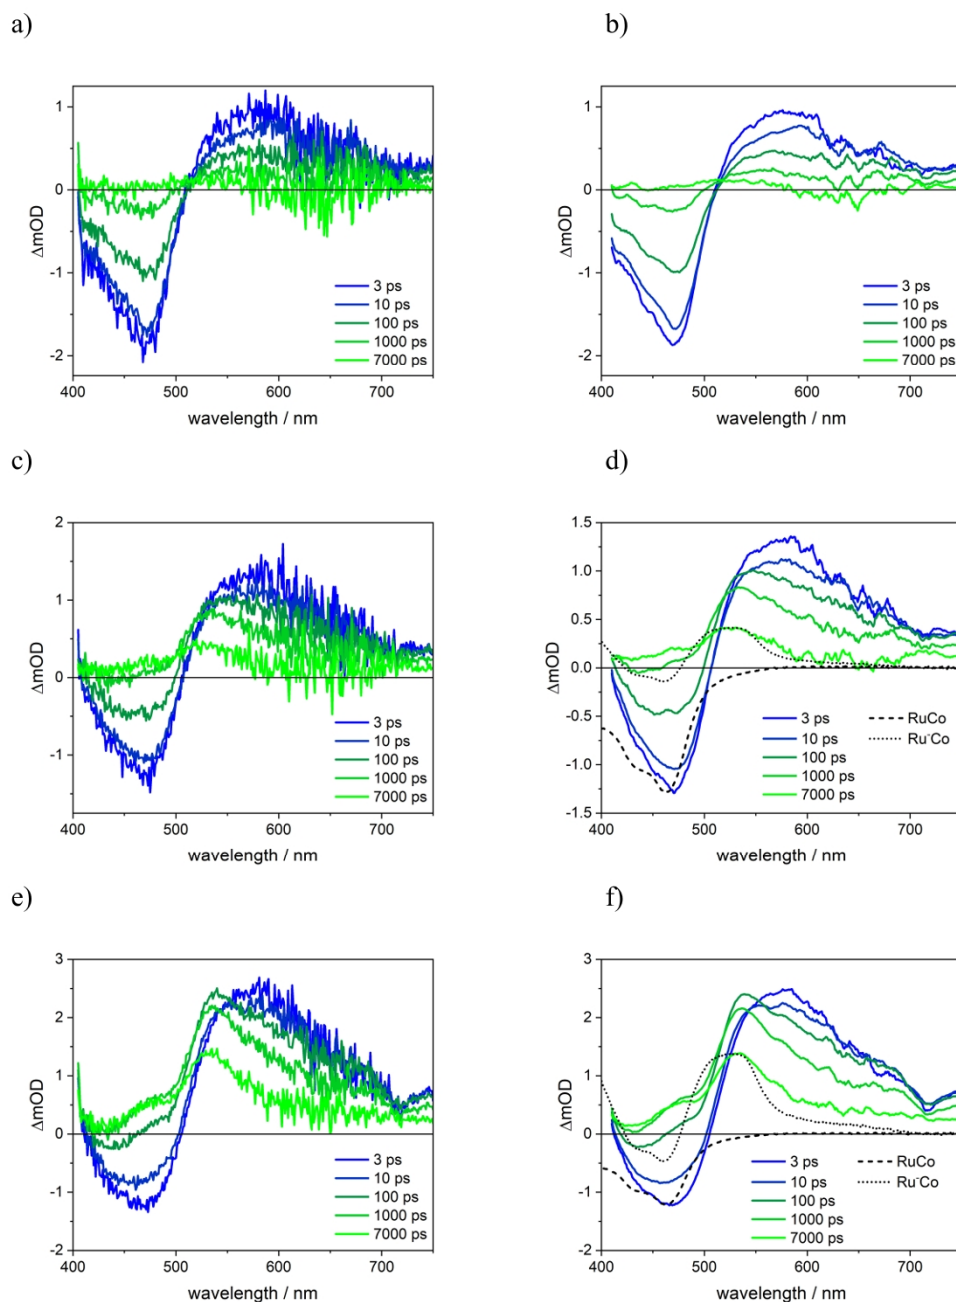 a)
b)
1
0
-1
-2
ΔmOD
3 ps
10 ps
100 ps
1000 ps
7000 ps
400 500 600 700
wavelength / nm
1
0
-1
-2
ΔmOD
3 ps
10 ps
100 ps
1000 ps
7000 ps
400 500 600 700
wavelength / nm
c)
d)
2
1
0
-1
ΔmOD
3 ps
10 ps
100 ps
1000 ps
7000 ps
400 500 600 700
wavelength / nm
1.5
1.0
0.5
0.0
-0.5
-1.0
-1.5
ΔmOD
3 ps
10 ps
100 ps
1000 ps
7000 ps
RuCo
Ru⁻Co
400 500 600 700
wavelength / nm
e)
f)
3
2
1
0
-1
-2
ΔmOD
3 ps
10 ps
100 ps
1000 ps
7000 ps
400 500 600 700
wavelength / nm
3
2
1
0
-1
-2
ΔmOD
3 ps
10 ps
100 ps
1000 ps
7000 ps
RuCo
Ru⁻Co
400 500 600 700
wavelength / nm